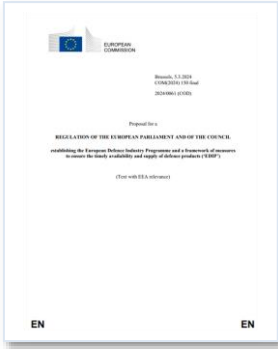 EUROPEAN
COMMISSION
Brussels, 5.3.2024
COM(2024) 150 final
2024/0061 (COD)
Proposal for a
REGULATION OF THE EUROPEAN PARLIAMENT AND OF THE COUNCIL
establishing the European Defence Industry Programme and a framework of measures
to ensure the timely availability and supply of defence products ('EDIP')
(Text with EEA relevance)
EN
EN